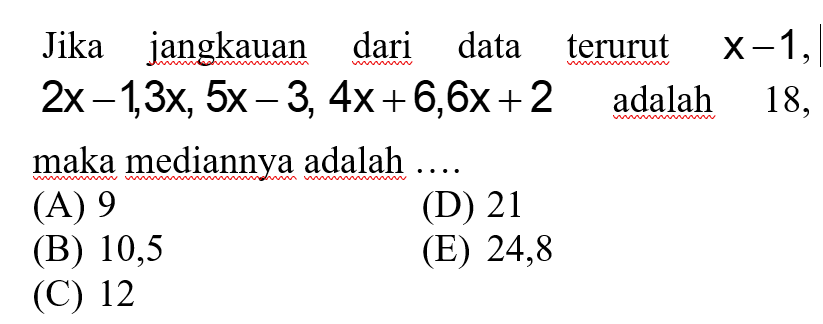 Jika jangkauan dari data terurut x – 1,
2x – 1,3x, 5x – 3, 4x + 6,6x + 2 adalah 18,
maka mediannya adalah ….
(A) 9 (D) 21
(B) 10,5 (E) 24,8
(C) 12